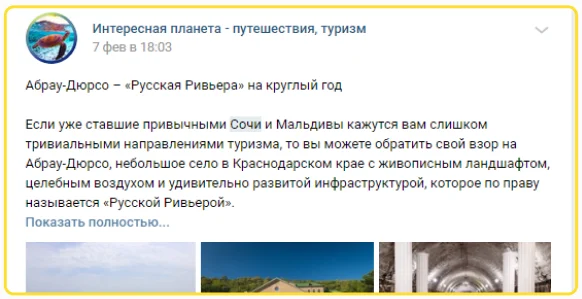 Интересная планета - путешествия, туризм
7 фев в 18:03
Абрау-Дюрсо – «Русская Ривьера» на круглый год
Если уже ставшие привычными Сочи и Мальдивы кажутся вам слишком
тривиальными направлениями туризма, то вы можете обратить свой взор на
Абрау-Дюрсо, небольшое село в Краснодарском крае с живописным ландшафтом,
целебным воздухом и удивительно развитой инфраструктурой, которое по праву
называется «Русской Ривьерой».
Показать полностью...